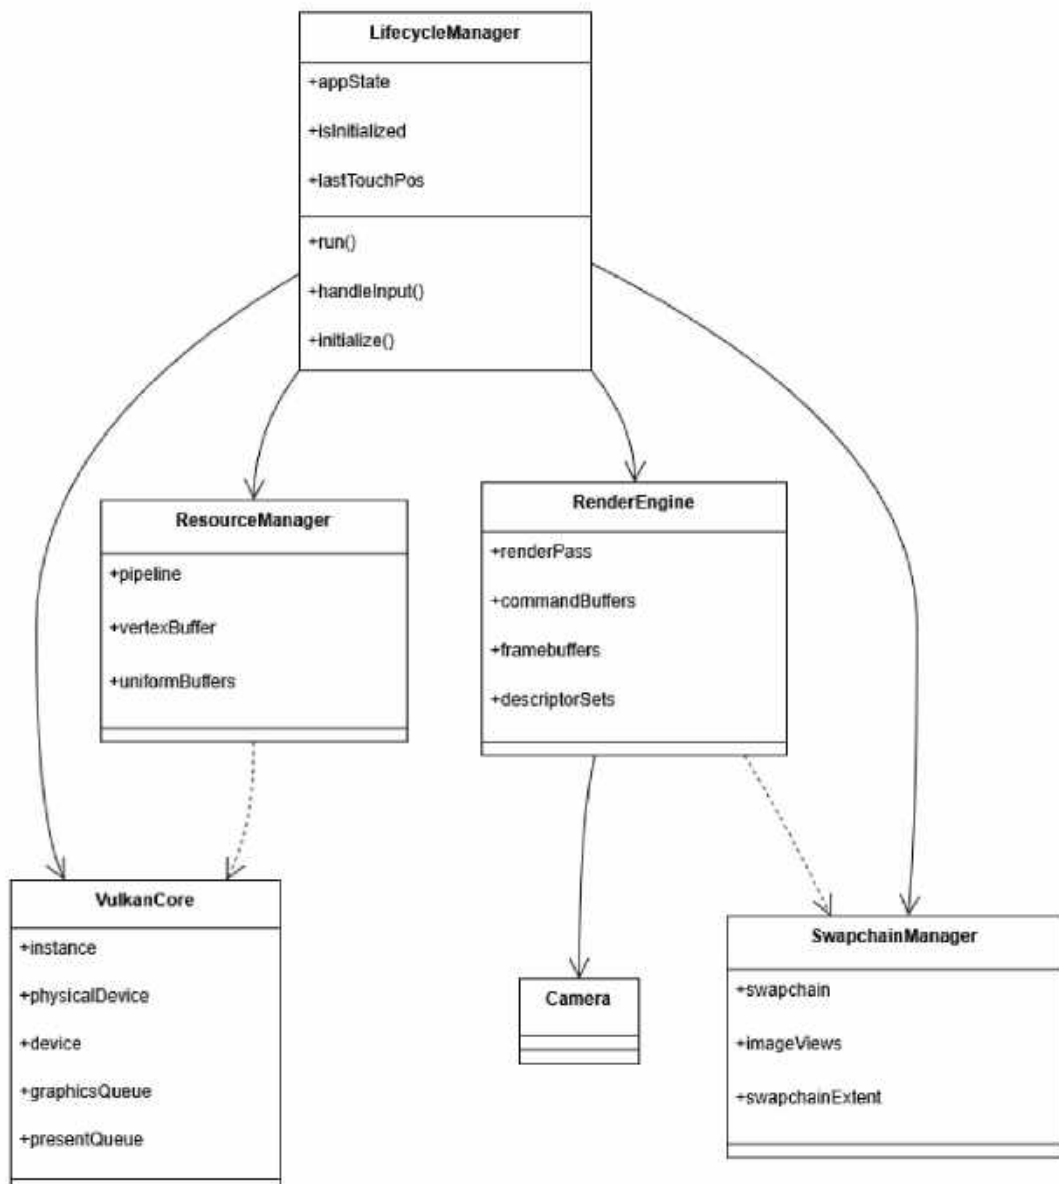 LifecycleManager
+appState
+isInitialized
+lastTouchPos
+run()
+handleInput()
+initialize()
ResourceManager
+pipeline
+vertexBuffer
+uniformBuffers
RenderEngine
+renderPass
+commandBuffers
+framebuffers
+descriptorSets
VulkanCore
+instance
+physicalDevice
+device
+graphicsQueue
+presentQueue
Camera
SwapchainManager
+swapchain
+imageViews
+swapchainExtent